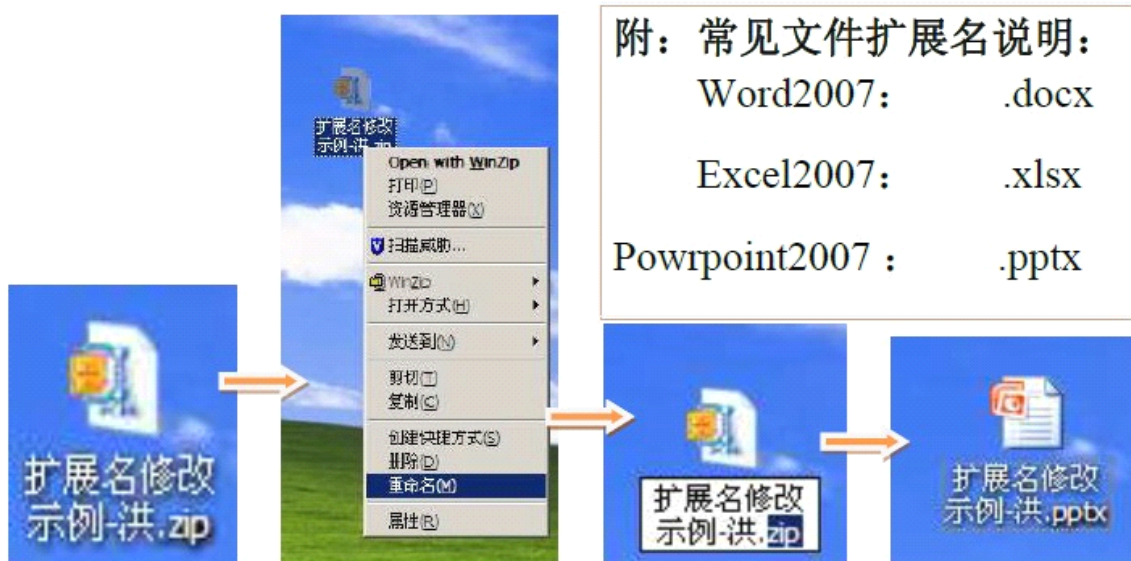 附：常见文件扩展名说明：
Word2007： .docx
Excel2007： .xlsx
Powrpoint2007： .pptx
扩展名修改
示例-洪.zip
扩展名修改
示例-洪.zip
Open with WinZip
打印(P)
资源管理器(X)
扫描威胁...
WinZip
打开方式(H)
发送到(N)
剪切(T)
复制(C)
创建快捷方式(S)
删除(D)
重命名(M)
属性(R)
扩展名修改
示例-洪.zip
扩展名修改
示例-洪.pptx